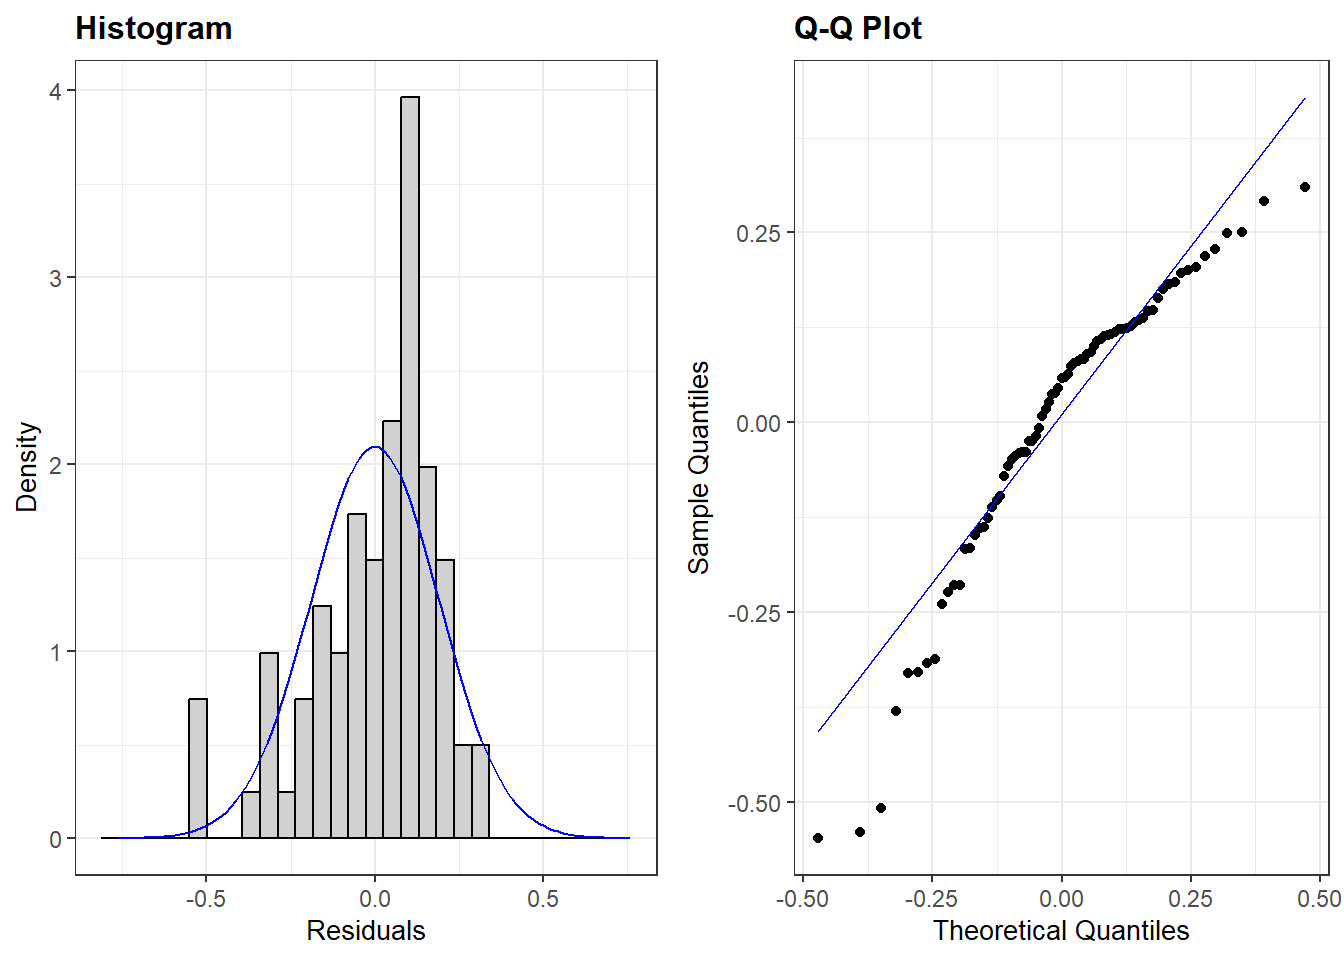 Histogram
Density
4
3
2
1
0
-0.5 0.0 0.5
Residuals
Q-Q Plot
Sample Quantiles
0.25
0.00
-0.25
-0.50
-0.50 -0.25 0.00 0.25 0.50
Theoretical Quantiles